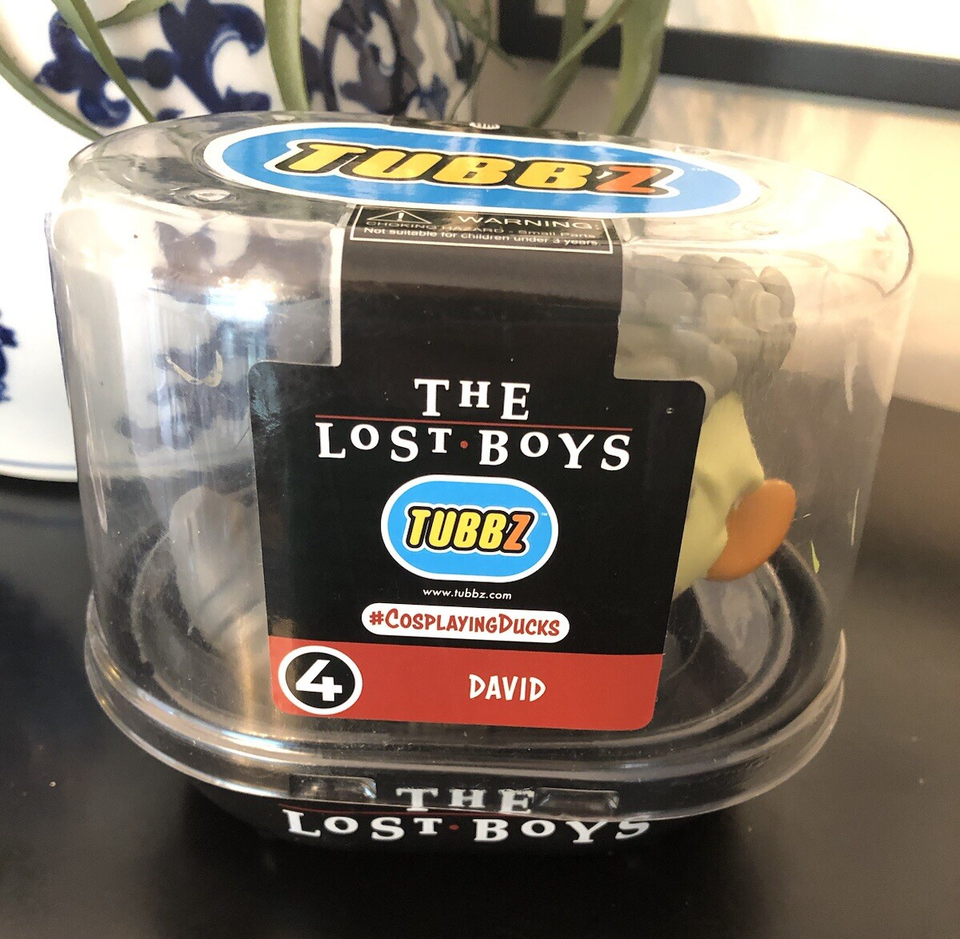 TUBBZ
WARNING:
CHOKING HAZARD - Small Parts
Not suitable for children under 3 years.
THE
LOST·BOYS
TUBBZ
www.tubbz.com
#COSPLAYINGDUCKS
4 DAVID
THE
LOST·BOYS